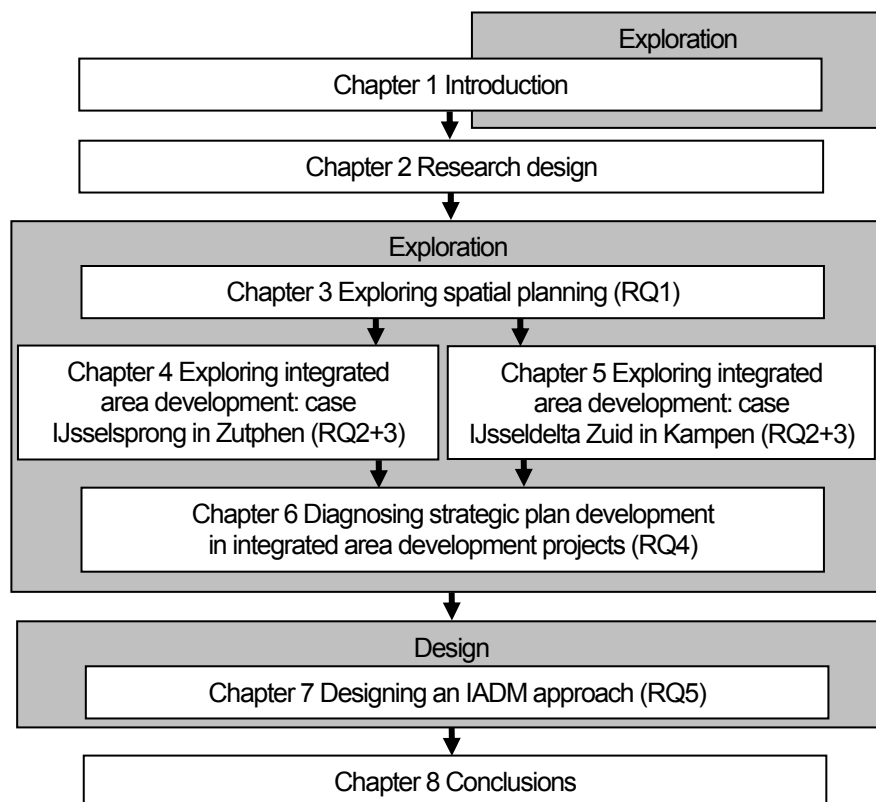 Exploration
Chapter 1 Introduction
Chapter 2 Research design
Exploration
Chapter 3 Exploring spatial planning (RQ1)
Chapter 4 Exploring integrated
area development: case
IJsselsprong in Zutphen (RQ2+3)
Chapter 5 Exploring integrated
area development: case
IJsseldelta Zuid in Kampen (RQ2+3)
Chapter 6 Diagnosing strategic plan development
in integrated area development projects (RQ4)
Design
Chapter 7 Designing an IADM approach (RQ5)
Chapter 8 Conclusions